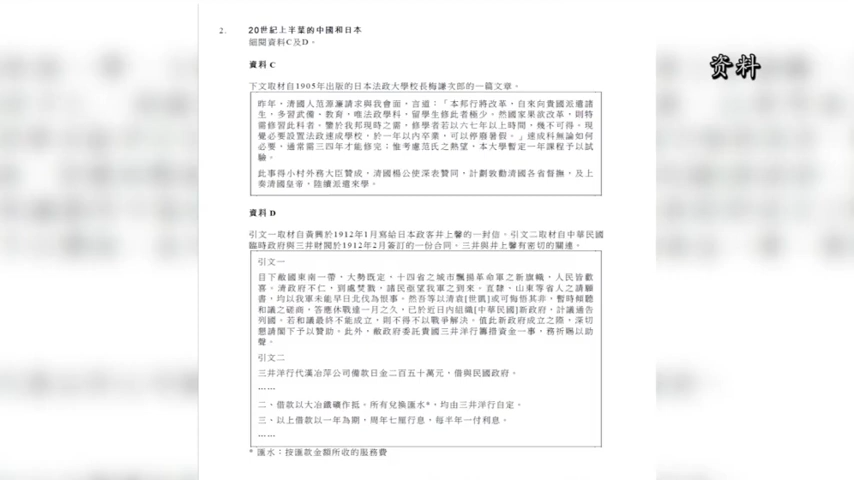 资料
2. 20世紀上半葉的中國和日本
細閱資料C及D。
資料 C
下文取材自1905年出版的日本法政大學校長梅謙次郎的一篇文章。
昨年，清國人范源濂請求與我會面，言道：「本邦行將改革，自來向貴國派遣諸
生，多習武備、教育，唯法政學科，留學生修此者極少。然國家果欲改革，則特
需修習此科者。鑒於我邦現時之需，修學者若以六七年以上時間，幾不可得。現
覺必要設置法政速成學校，於一年以內卒業，可以停廢暑假。」速成科無論如何
必要。通常需三四年才能修完；惟考慮范氏之熱望，本大學暫定一年課程予以試
驗。
此事得小村外務大臣贊成，清國楊公使深表贊同，計劃敦勸清國各省督撫，及上
奏清國皇帝，陸續派遣來學。
資料 D
引文一取材自黃興於1912年1月寫給日本政客井上馨的一封信。引文二取材自中華民國
臨時政府與三井財閥於1912年2月簽訂的一份合同。三井與井上馨有密切的關連。
引文一
目下敝國東南一帶，大勢既定，十四省之城市飄揚革命軍之新旗幟，人民皆歡
喜。清政府不仁，到處焚戮，諸民亟望我軍之到來。直隸、山東等省人之請願
書，均以我軍未能早日北伐為恨事。然吾等以清袁[世凱]或可悔悟其非，暫時傾聽
和議之磋商，答應休戰達一月之久，已於近日內組織[中華民國]新政府，計議通告
列國。若和議最終不能成立，則不得不以戰爭解決。值此新政府成立之際，深切
懇請閣下予以贊助。此外，敝政府委託貴國三井洋行籌措資金一事，務祈賜以助
聲。
引文二
三井洋行代漢冶萍公司備款日金二百五十萬元，借與民國政府。
……
二、借款以大冶鐵礦作抵。所有兌換匯水*，均由三井洋行自定。
三、以上借款以一年為期，周年七厘行息，每半年一付利息。
……
* 匯水：按匯款金額所收的服務費